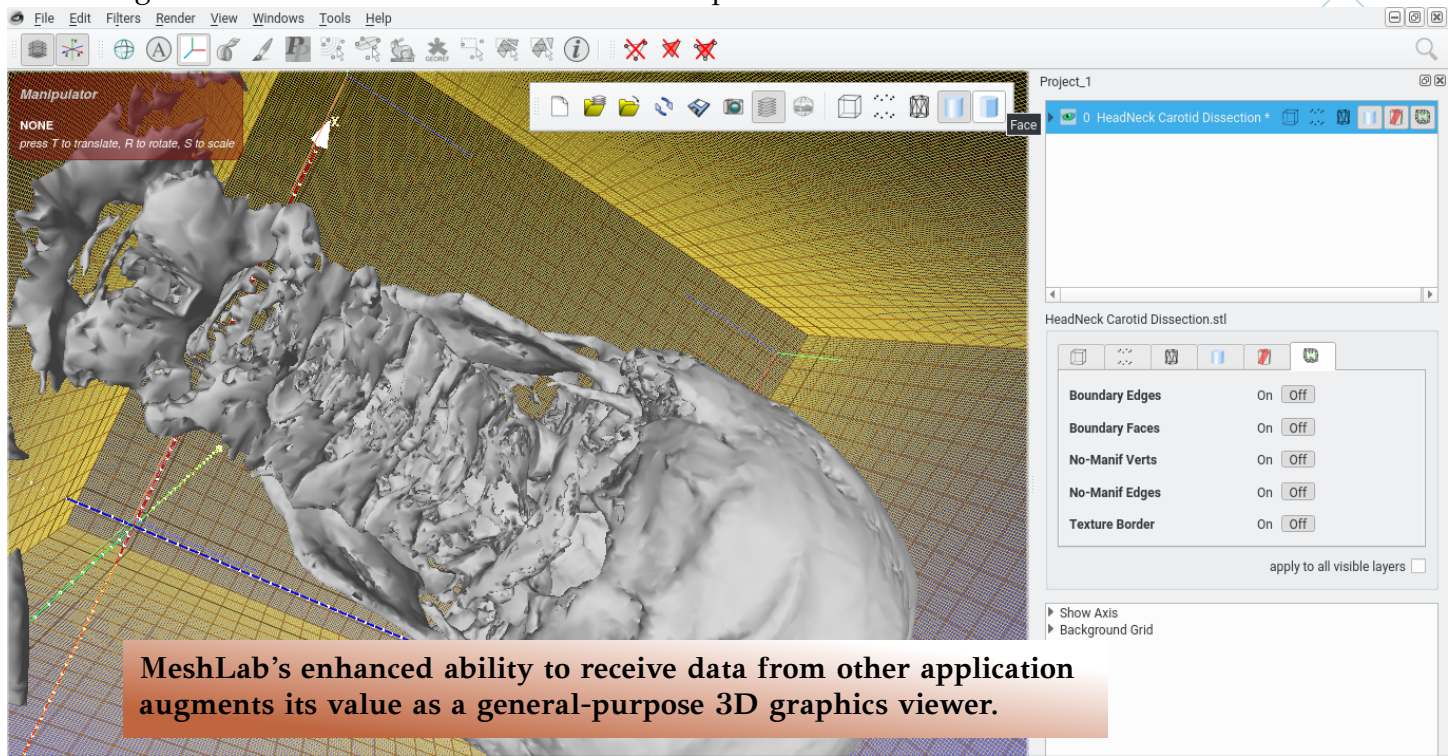 File Edit Filters Render View Windows Tools Help
A
GEOREF
Manipulator
NONE
press T to translate, R to rotate, S to scale
X
Face
Project_1
0 HeadNeck Carotid Dissection *
HeadNeck Carotid Dissection.stl
Boundary Edges On Off
Boundary Faces On Off
No-Manif Verts On Off
No-Manif Edges On Off
Texture Border On Off
apply to all visible layers
Show Axis
Background Grid
MeshLab's enhanced ability to receive data from other application
augments its value as a general-purpose 3D graphics viewer.